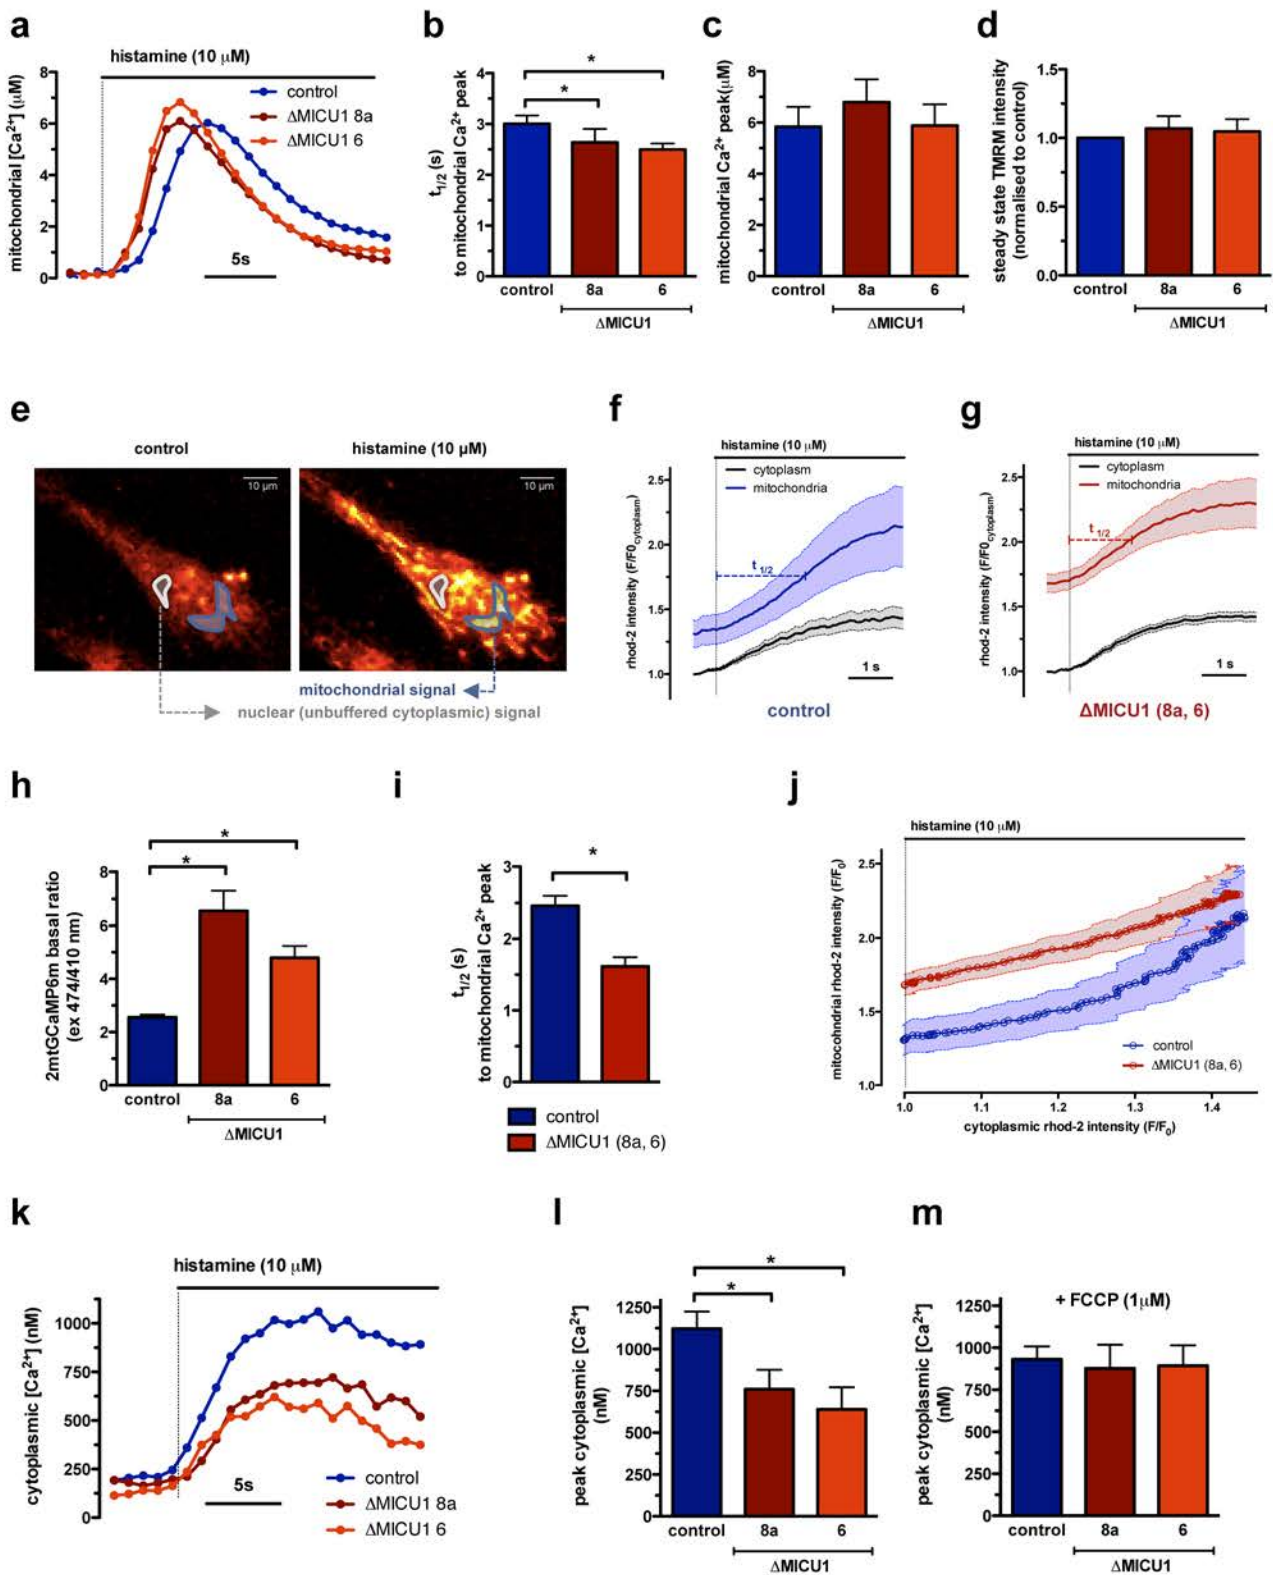 a
histamine (10 μM)
mitochondrial [Ca2+] (μM)
8
6
4
2
0
control
ΔMICU1 8a
ΔMICU1 6
5s
b
t1/2 (s)
to mitochondrial Ca2+ peak
4
3
2
1
0
*
*
control
8a
6
ΔMICU1
c
mitochondrial Ca2+ peak(μM)
8
6
4
2
0
control
8a
6
ΔMICU1
d
steady state TMRM intensity
(normalised to control)
1.5
1.0
0.5
0.0
control
8a
6
ΔMICU1
e
control
histamine (10 μM)
10 μm
10 μm
mitochondrial signal
nuclear (unbuffered cytoplasmic) signal
f
histamine (10 μM)
cytoplasm
mitochondria
rhod-2 intensity (F/F0cytoplasm)
2.5
2.0
1.5
1.0
t 1/2
1 s
control
g
histamine (10 μM)
cytoplasm
mitochondria
rhod-2 intensity (F/F0cytoplasm)
2.5
2.0
1.5
1.0
t 1/2
1 s
ΔMICU1 (8a, 6)
h
2mtGCaMP6m basal ratio
(ex 474/410 nm)
8
6
4
2
0
*
*
control
8a
6
ΔMICU1
i
t1/2 (s)
to mitochondrial Ca2+ peak
3
2
1
0
*
control
ΔMICU1 (8a, 6)
j
histamine (10 μM)
mitocohndrial rhod-2 intensity (F/F0)
2.5
2.0
1.5
1.0
control
ΔMICU1 (8a, 6)
1.0
1.1
1.2
1.3
1.4
cytoplasmic rhod-2 intensity (F/F0)
k
histamine (10 μM)
cytoplasmic [Ca2+] (nM)
1000
750
500
250
0
5s
control
ΔMICU1 8a
ΔMICU1 6
l
peak cytoplasmic [Ca2+]
(nM)
1250
1000
750
500
250
0
*
*
control
8a
6
ΔMICU1
m
+ FCCP (1μM)
peak cytoplasmic [Ca2+]
(nM)
1250
1000
750
500
250
0
control
8a
6
ΔMICU1